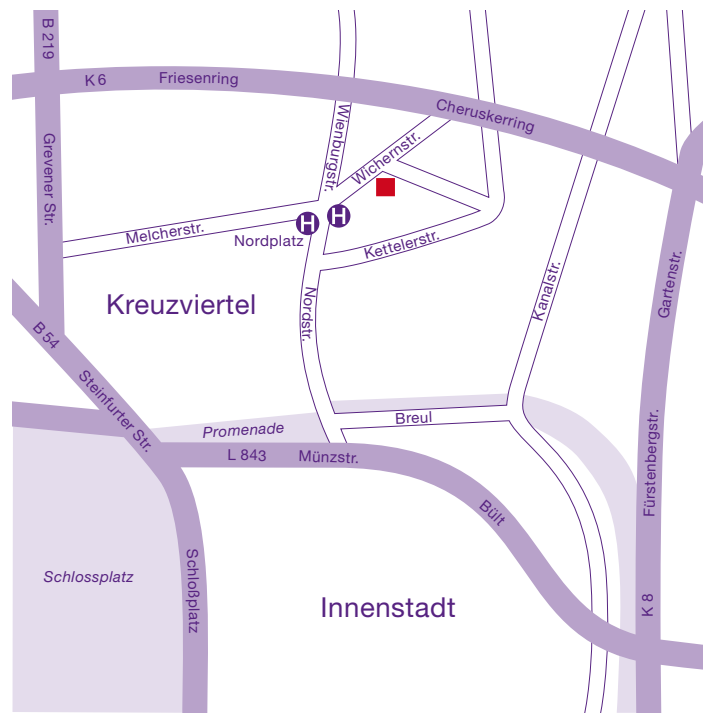 B 219
K 6
Friesenring
Cheruskerring
Wienburgstr.
Wichernstr.
Grevener Str.
H
H
Melcherstr.
Nordplatz
Kettelerstr.
Kanalstr.
Gartenstr.
Kreuzviertel
Nordstr.
B 54
Steinfurter Str.
Promenade
Breul
L 843
Münzstr.
Fürstenbergstr.
Bült
Schlossplatz
Schloßplatz
Innenstadt
K 8